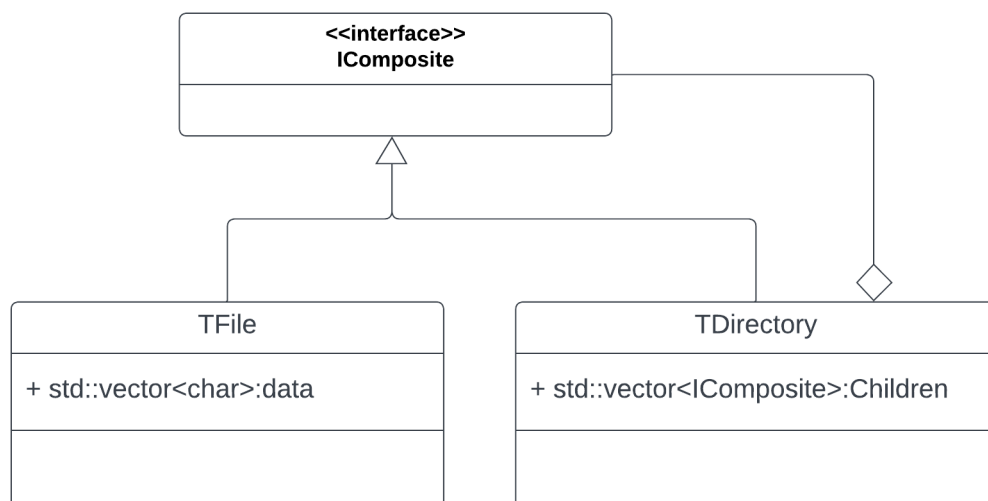 <<interface>>
IComposite
TFile
+ std::vector<char>:data
TDirectory
+ std::vector<IComposite>:Children